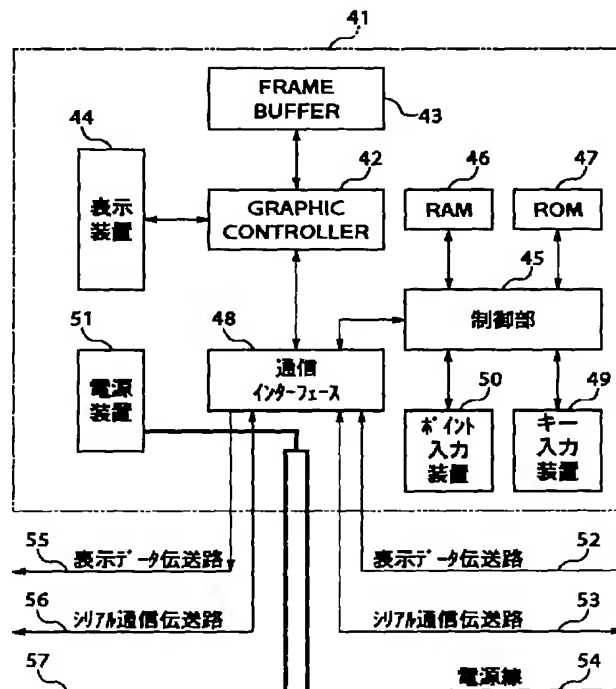 41
FRAME
BUFFER
43
44
42
46
47
表示
装置
GRAPHIC
CONTROLLER
RAM
ROM
45
制御部
51
48
電源
装置
通信
インターフェース
50
49
ポイント
入力
装置
キー
入力
装置
55
表示データ伝送路
表示データ伝送路
52
56
シリアル通信伝送路
シリアル通信伝送路
53
57
電源線
54